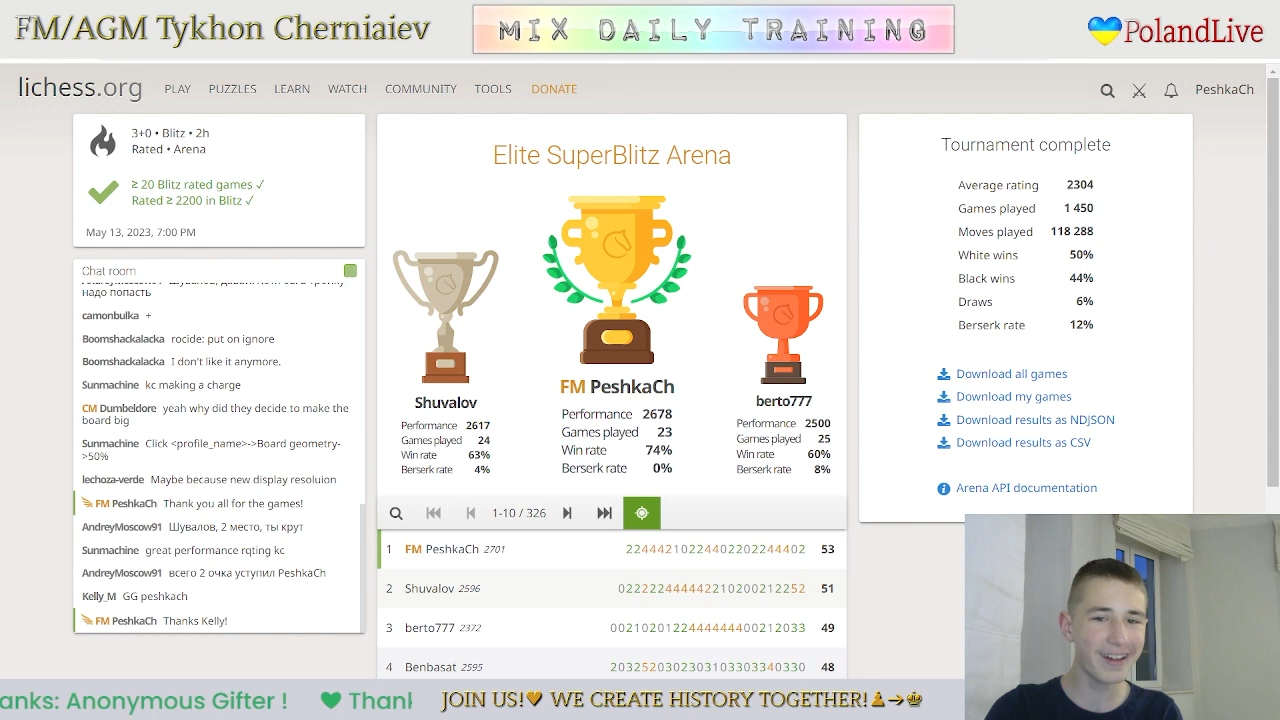 FM/AGM Tykhon Cherniaiev
MIX DAILY TRAINING
PolandLive
lichess.org PLAY PUZZLES LEARN WATCH COMMUNITY TOOLS DONATE PeshkaCh
3+0 • Blitz • 2h
Rated • Arena
≥ 20 Blitz rated games ✓
Rated ≥ 2200 in Blitz ✓
May 13, 2023, 7:00 PM
Chat room
надо попасть
camonbulka +
Boomshackalacka rocide: put on ignore
Boomshackalacka I don't like it anymore.
Sunmachine kc making a charge
CM Dumbeldore yeah why did they decide to make the
board big
Sunmachine Click <profile_name>->Board geometry-
>50%
lechoza-verde Maybe because new display resoluion
FM PeshkaCh Thank you all for the games!
AndreyMoscow91 Шувалов, 2 место, ты крут
Sunmachine great performance rqting kc
AndreyMoscow91 всего 2 очка уступил PeshkaCh
Kelly_M GG peshkach
FM PeshkaCh Thanks Kelly!
Elite SuperBlitz Arena
Shuvalov
Performance 2617
Games played 24
Win rate 63%
Berserk rate 4%
FM PeshkaCh
Performance 2678
Games played 23
Win rate 74%
Berserk rate 0%
berto777
Performance 2500
Games played 25
Win rate 60%
Berserk rate 8%
1-10 / 326
1 FM PeshkaCh 2701 22444210224402202244402 53
2 Shuvalov 2596 022222444444221020021 2252 51
3 berto777 2372 0021020122444444400212033 49
4 Benbasat 2595 2032520302303103303340330 48
Tournament complete
Average rating 2304
Games played 1 450
Moves played 118 288
White wins 50%
Black wins 44%
Draws 6%
Berserk rate 12%
Download all games
Download my games
Download results as NDJSON
Download results as CSV
Arena API documentation
anks: Anonymous Gifter ! Thank
JOIN US! WE CREATE HISTORY TOGETHER!